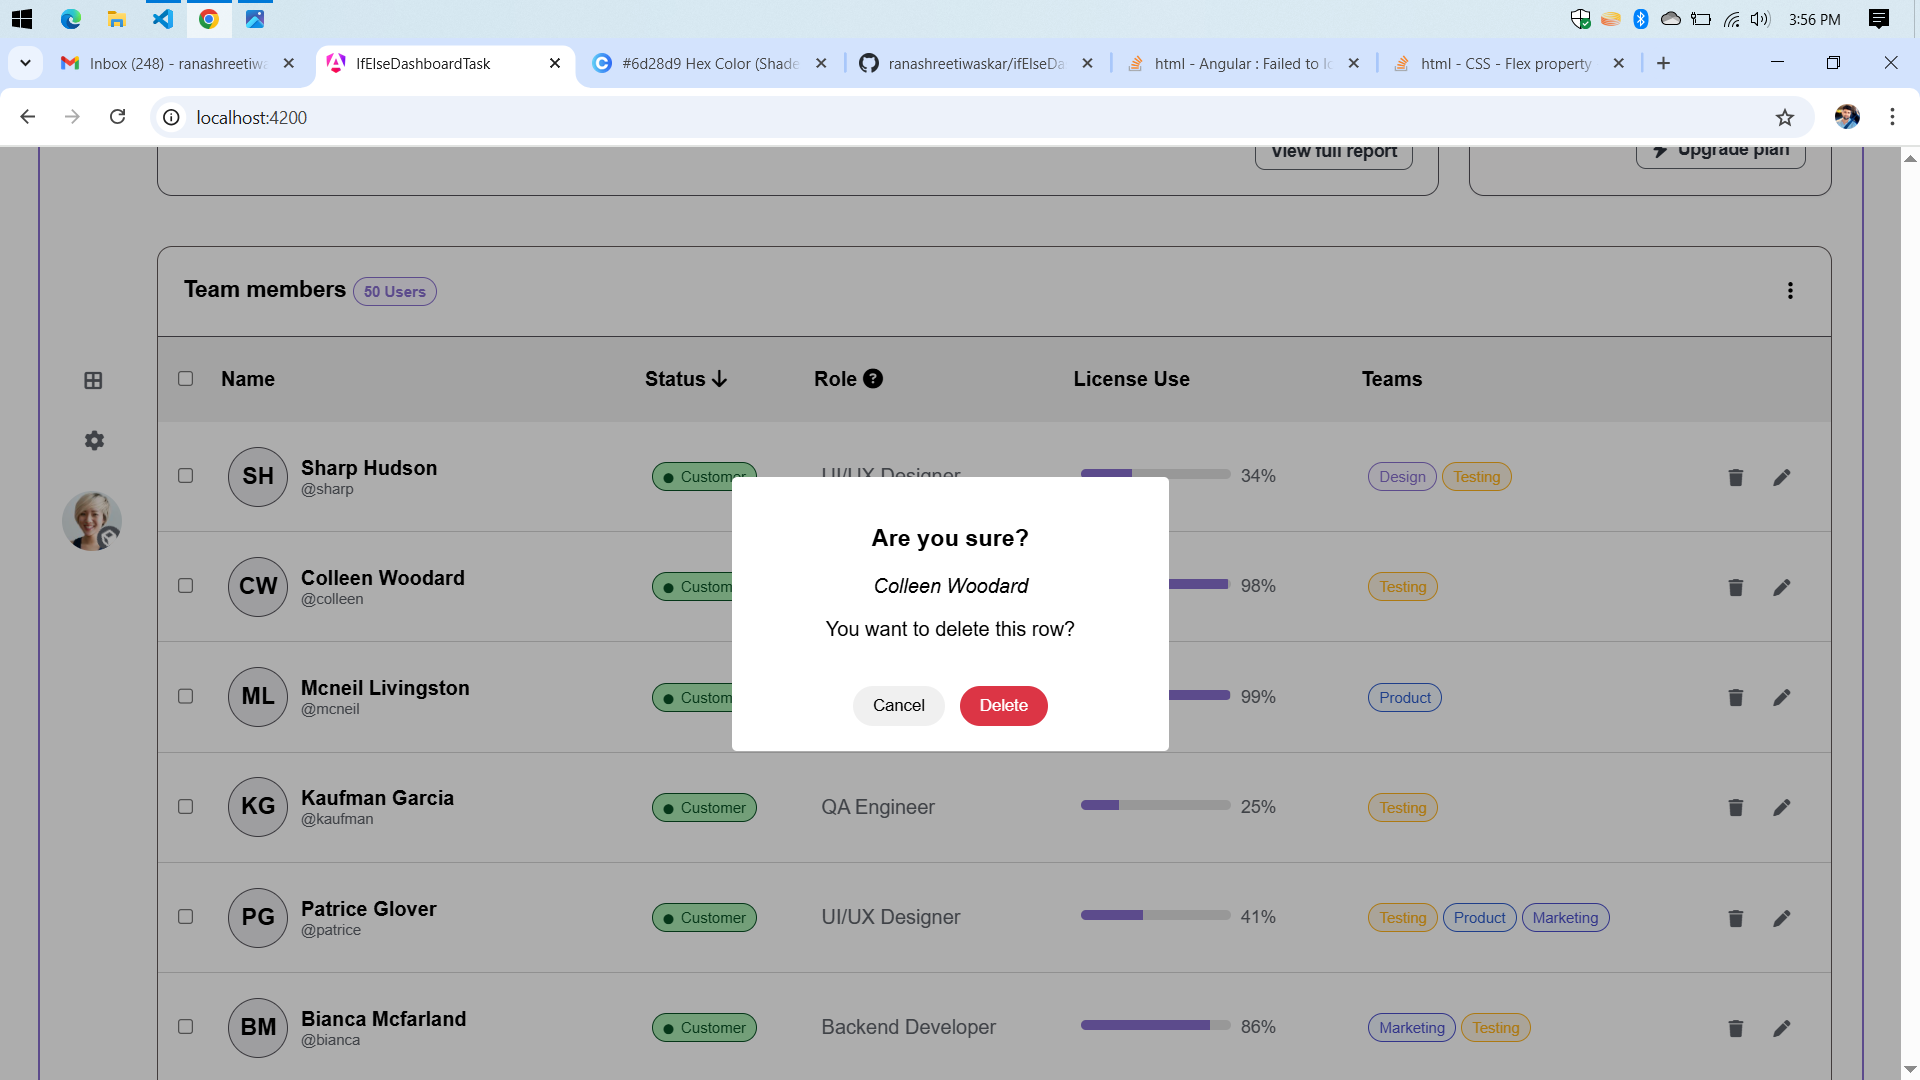 3:56 PM
Inbox (248) - ranashreetiwa
IfElseDashboardTask
#6d28d9 Hex Color (Shade
ranashreetiwaskar/ifElseDa
html - Angular : Failed to lo
html - CSS - Flex property
localhost:4200
View full report
Upgrade plan
Team members 50 Users
Name Status Role License Use Teams
SH Sharp Hudson Customer UI/UX Designer 34% Design Testing
@sharp
CW Colleen Woodard Custom 98% Testing
@colleen
ML Mcneil Livingston Custom 99% Product
@mcneil
KG Kaufman Garcia Customer QA Engineer 25% Testing
@kaufman
PG Patrice Glover Customer UI/UX Designer 41% Testing Product Marketing
@patrice
BM Bianca Mcfarland Customer Backend Developer 86% Marketing Testing
@bianca
Are you sure?
Colleen Woodard
You want to delete this row?
Cancel Delete